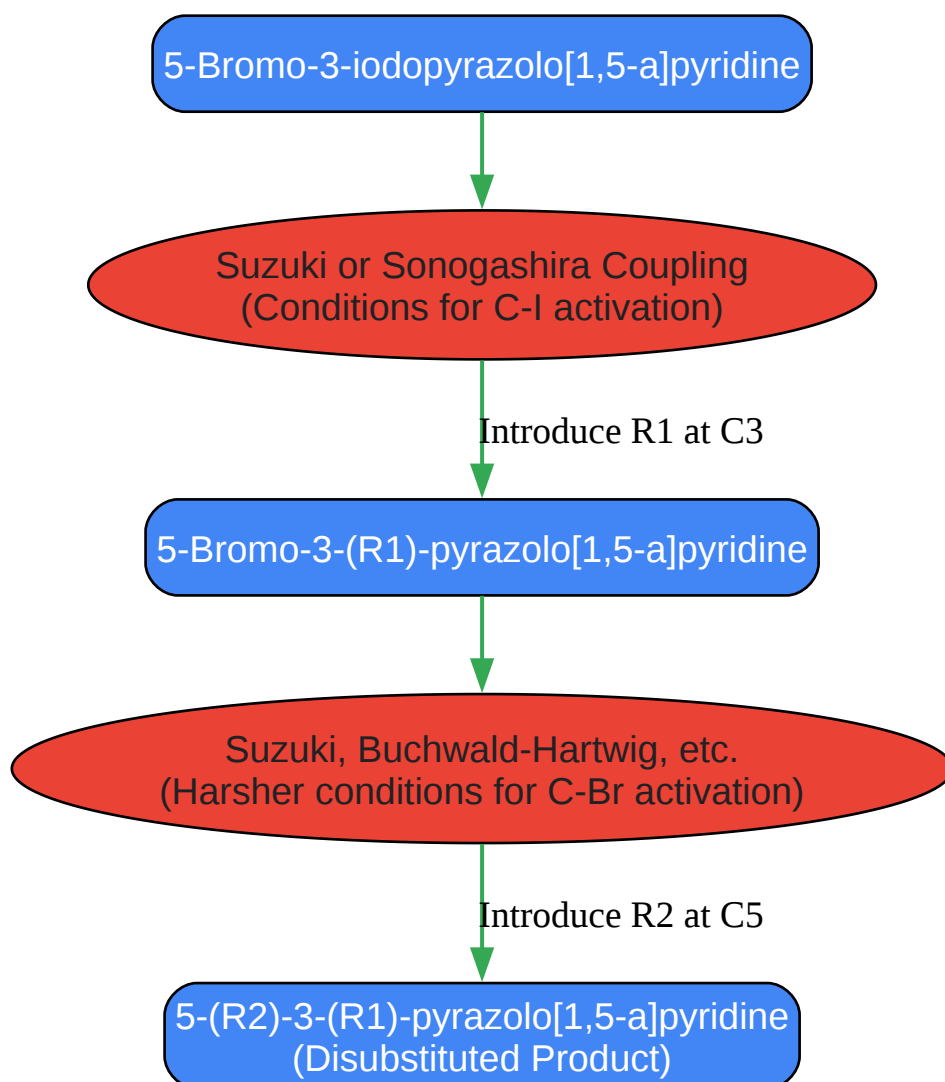 5-Bromo-3-iodopyrazolo[1,5-a]pyridine
Suzuki or Sonogashira Coupling
(Conditions for C-I activation)
Introduce R1 at C3
5-Bromo-3-(R1)-pyrazolo[1,5-a]pyridine
Suzuki, Buchwald-Hartwig, etc.
(Harsher conditions for C-Br activation)
Introduce R2 at C5
5-(R2)-3-(R1)-pyrazolo[1,5-a]pyridine
(Disubstituted Product)